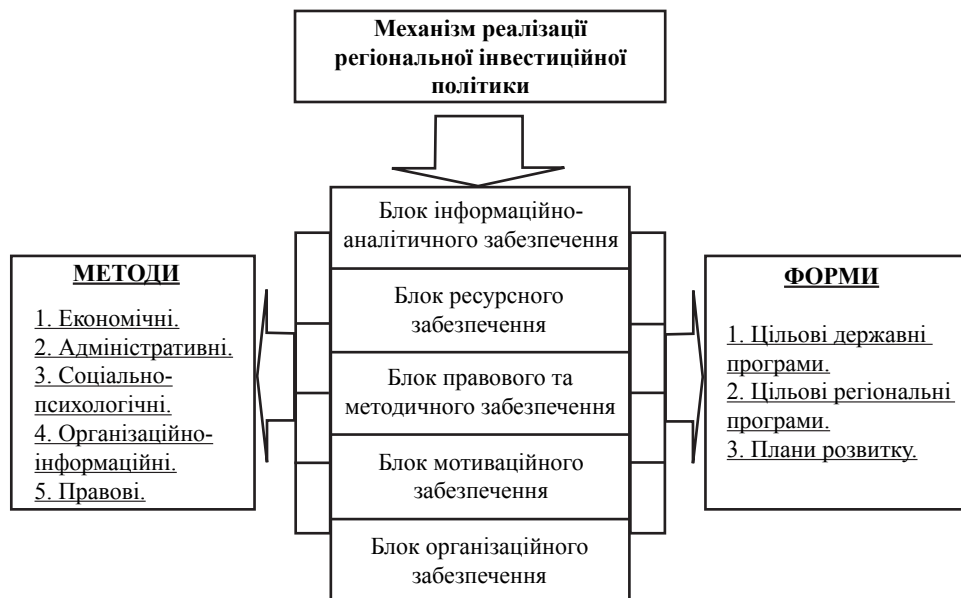 Механізм реалізації
регіональної інвестиційної
політики
Блок інформаційно-
аналітичного забезпечення
Блок ресурсного
забезпечення
Блок правового та
методичного забезпечення
Блок мотиваційного
забезпечення
Блок організаційного
забезпечення
МЕТОДИ
1. Економічні.
2. Адміністративні.
3. Соціально-
психологічні.
4. Організаційно-
інформаційні.
5. Правові.
ФОРМИ
1. Цільові державні
програми.
2. Цільові регіональні
програми.
3. Плани розвитку.